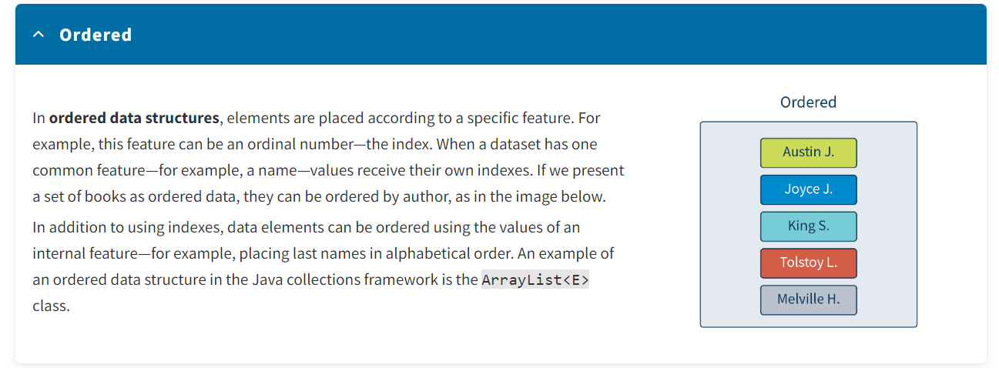 Ordered
In ordered data structures, elements are placed according to a specific feature. For
example, this feature can be an ordinal number—the index. When a dataset has one
common feature—for example, a name—values receive their own indexes. If we present
a set of books as ordered data, they can be ordered by author, as in the image below.
In addition to using indexes, data elements can be ordered using the values of an
internal feature—for example, placing last names in alphabetical order. An example of
an ordered data structure in the Java collections framework is the ArrayList<E>
class.
Ordered
Austin J.
Joyce J.
King S.
Tolstoy L.
Melville H.